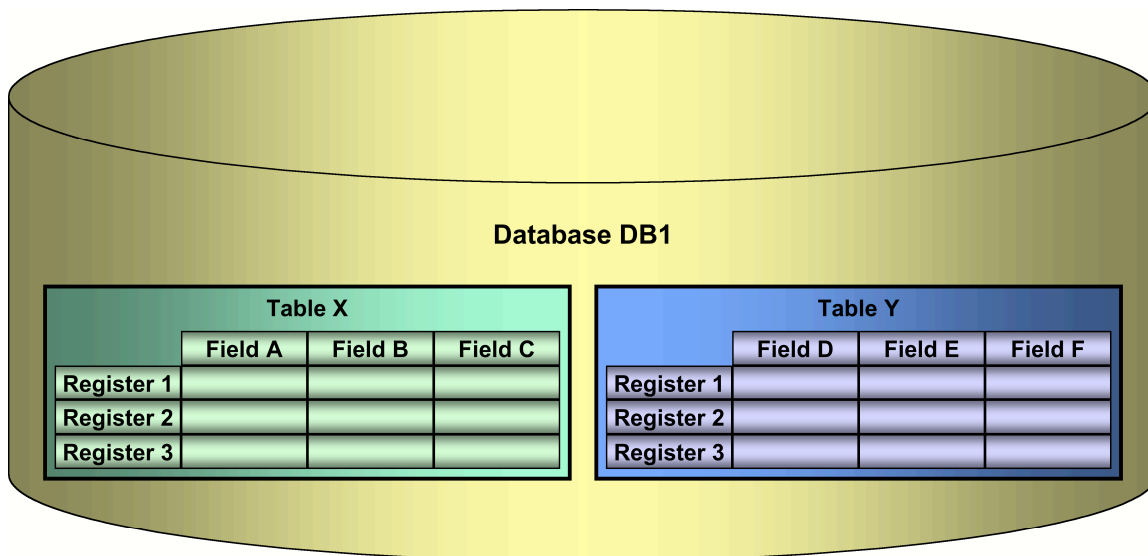 Database DB1
Table X
Field A Field B Field C
Register 1
Register 2
Register 3
Table Y
Field D Field E Field F
Register 1
Register 2
Register 3